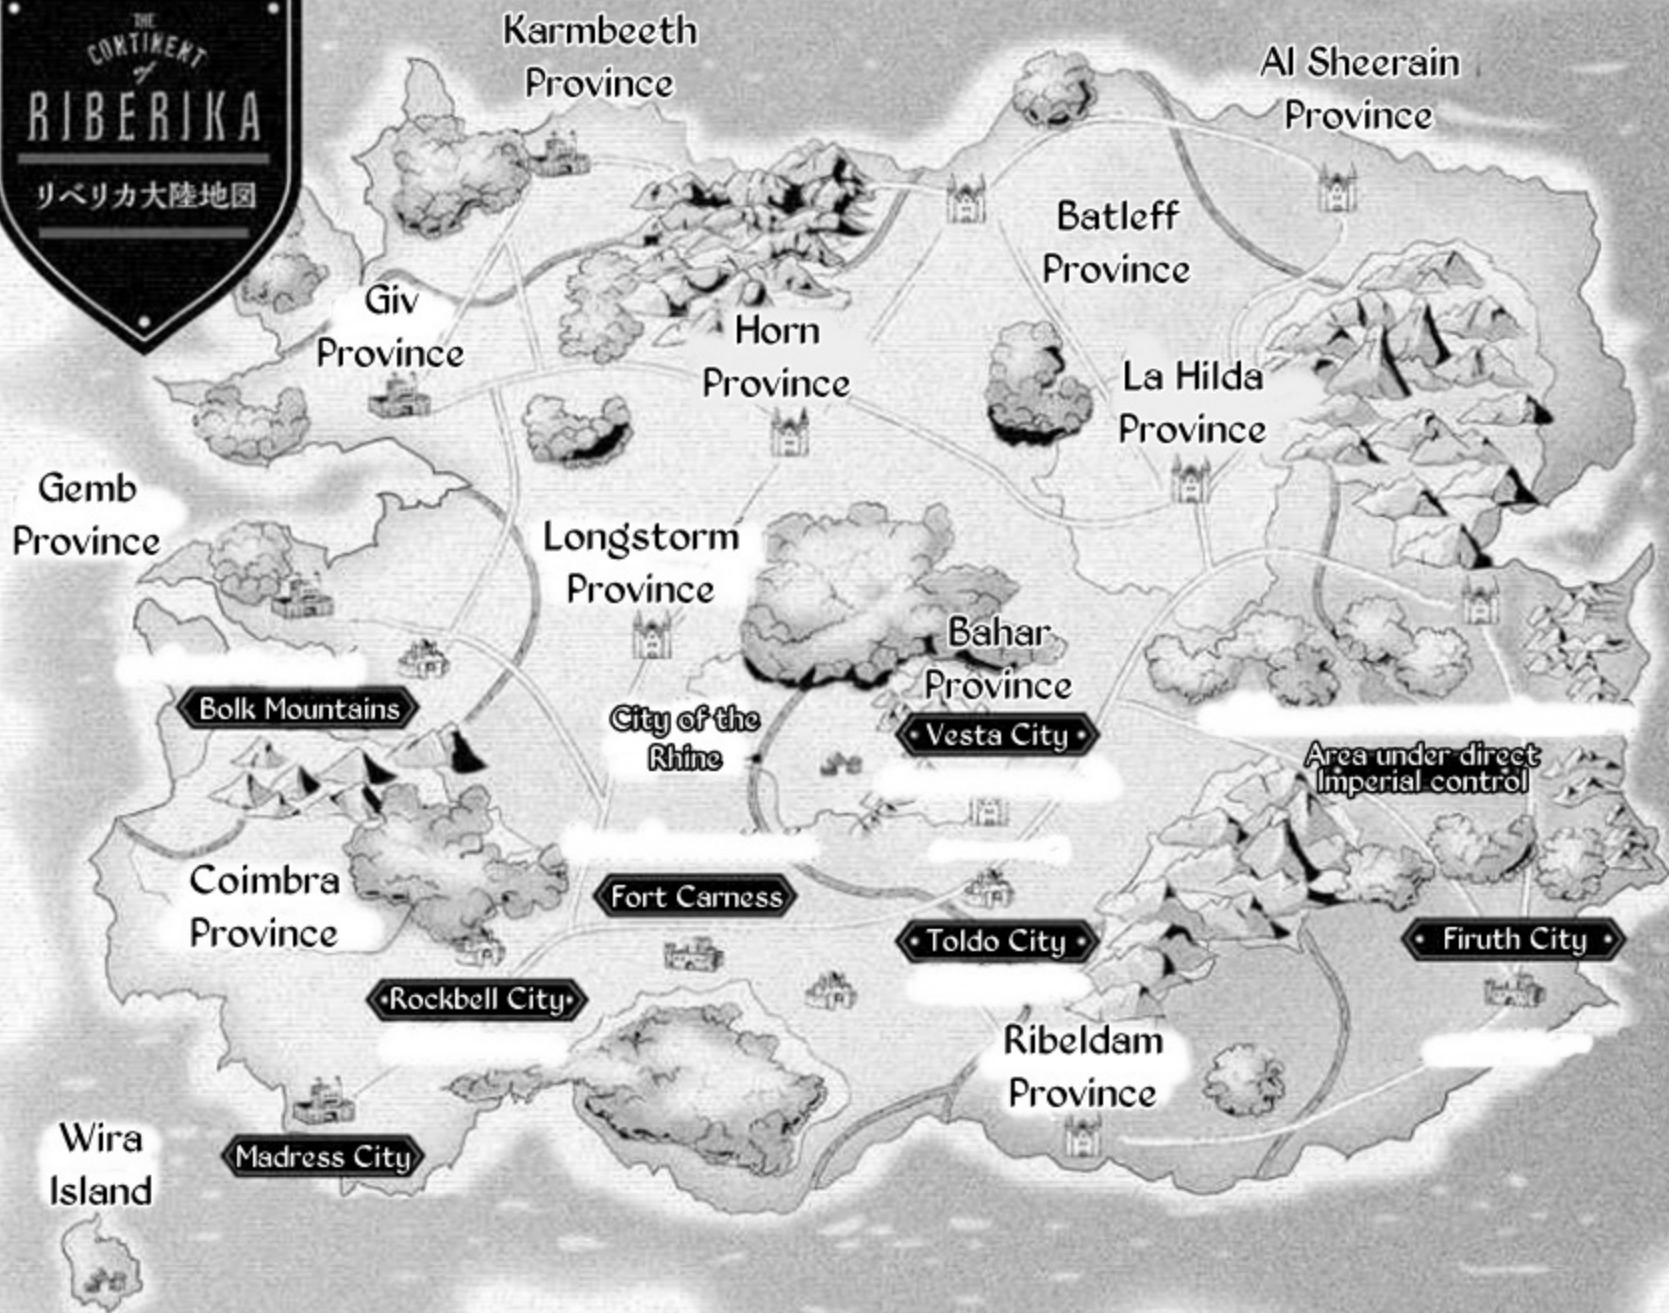 THE
CONTINENT
of
RIBERIKA
リベリカ大陸地図
Karmbeeth
Province
Al Sheerain
Province
Batleff
Province
Giv
Province
Horn
Province
La Hilda
Province
Gemb
Province
Longstorm
Province
Bahar
Province
Bolk Mountains
City of the
Rhine
Vesta City
Area under direct
Imperial control
Coimbra
Province
Fort Carness
Toldo City
Firuth City
Rockbell City
Ribeldam
Province
Wira
Island
Madress City